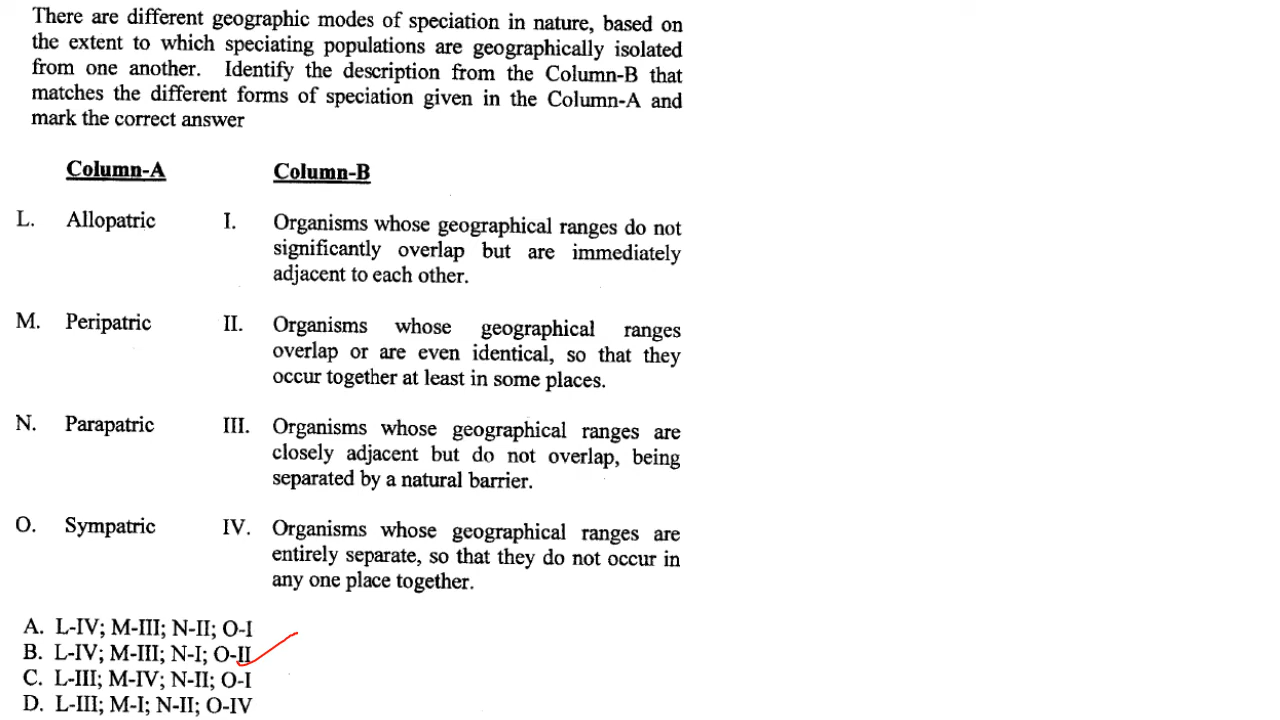 There are different geographic modes of speciation in nature, based on
the extent to which speciating populations are geographically isolated
from one another. Identify the description from the Column-B that
matches the different forms of speciation given in the Column-A and
mark the correct answer
Column-A Column-B
L. Allopatric I. Organisms whose geographical ranges do not
significantly overlap but are immediately
adjacent to each other.
M. Peripatric II. Organisms whose geographical ranges
overlap or are even identical, so that they
occur together at least in some places.
N. Parapatric III. Organisms whose geographical ranges are
closely adjacent but do not overlap, being
separated by a natural barrier.
O. Sympatric IV. Organisms whose geographical ranges are
entirely separate, so that they do not occur in
any one place together.
A. L-IV; M-III; N-II; O-I
B. L-IV; M-III; N-I; O-II
C. L-III; M-IV; N-II; O-I
D. L-III; M-I; N-II; O-IV